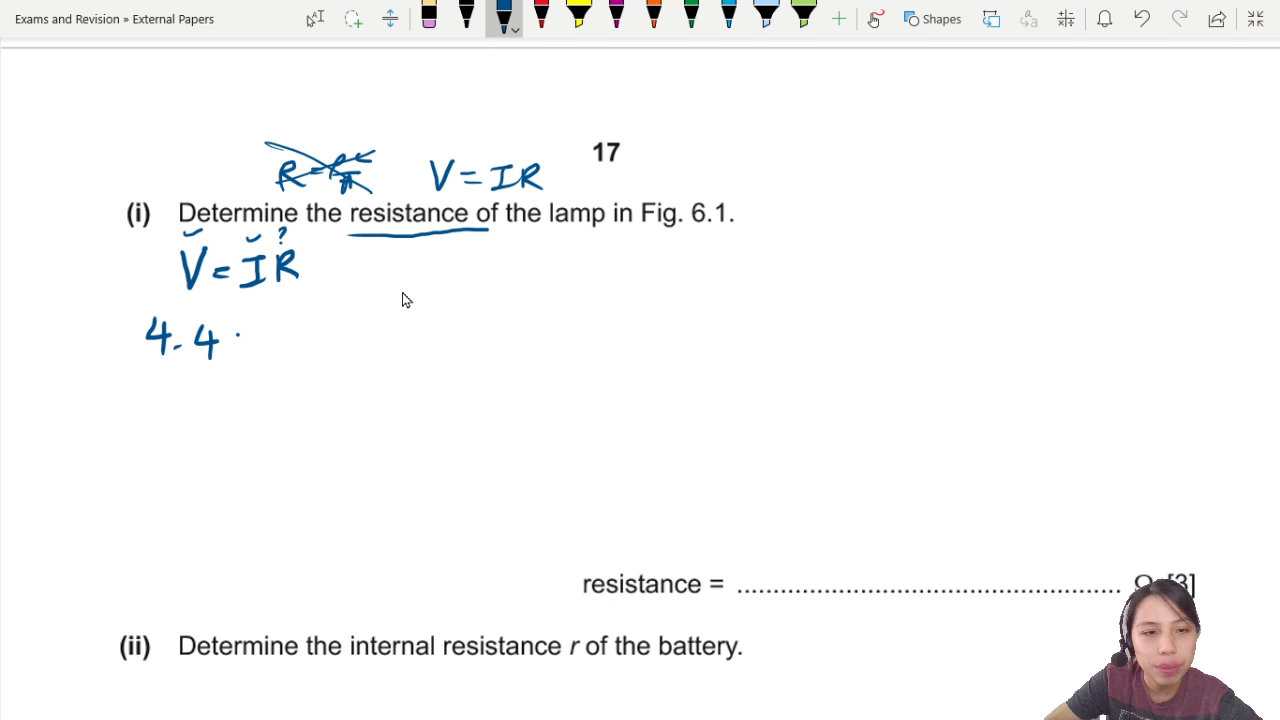 Exams and Revision » External Papers
Shapes
17
R = V = IR
(i) Determine the resistance of the lamp in Fig. 6.1.
V = I R ?
4.4
resistance = ............................................... Ω [3]
(ii) Determine the internal resistance r of the battery.